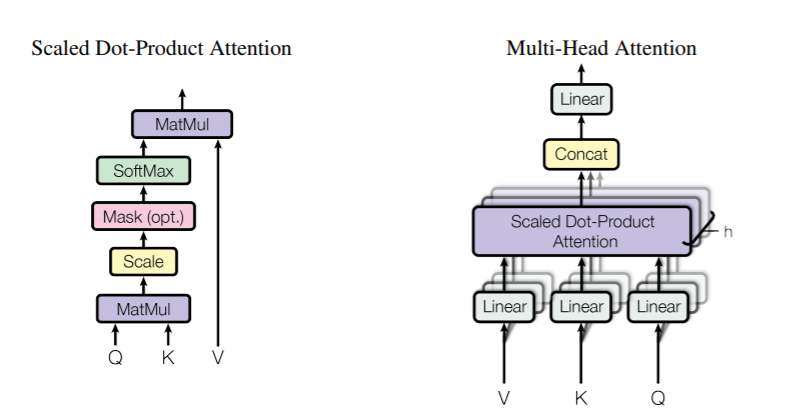 Scaled Dot-Product Attention
MatMul
SoftMax
Mask (opt.)
Scale
MatMul
Q K V
Multi-Head Attention
Linear
Concat
Scaled Dot-Product
Attention
h
Linear Linear Linear
V K Q